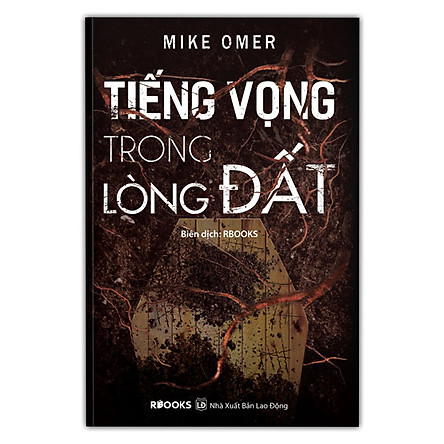 MIKE OMER
TIẾNG VỌNG
TRONG
LÒNG ĐẤT
Biên dịch: RBOOKS
RBOOKS LĐ Nhà Xuất Bản Lao Động